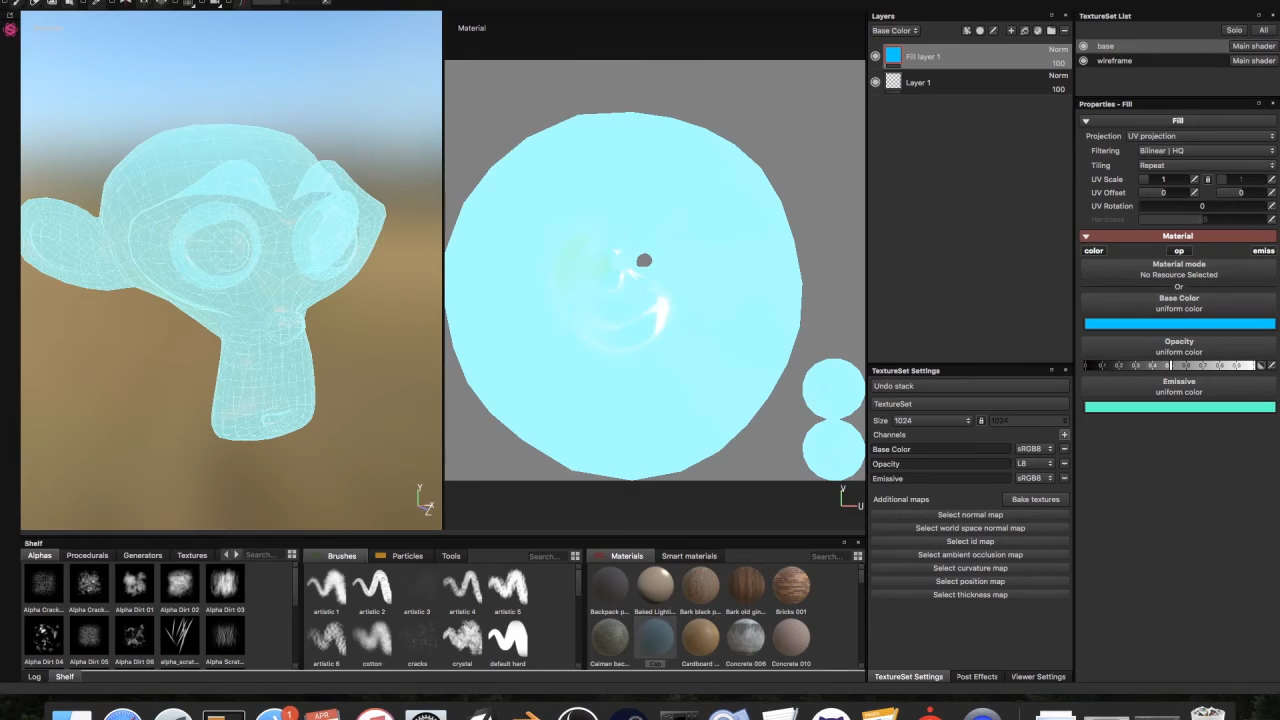 Material
Layers
Base Color
Norm
Fill layer 1
100
Norm
Layer 1
100
TextureSet List
Solo
All
base
Main shader
wireframe
Main shader
Properties - Fill
Fill
Projection
UV projection
Filtering
Bilinear | HQ
Tiling
Repeat
UV Scale
1
1
UV Offset
0
0
UV Rotation
0
Hardness
0.5
Material
color
op
emiss
Material mode
No Resource Selected
Or
Base Color
uniform color
Opacity
uniform color
Emissive
uniform color
TextureSet Settings
Undo stack
TextureSet
Size
1024
1024
Channels
Base Color
sRGB8
Opacity
L8
Emissive
sRGB8
Additional maps
Bake textures
Select normal map
Select world space normal map
Select id map
Select ambient occlusion map
Select curvature map
Select position map
Select thickness map
TextureSet Settings
Post Effects
Viewer Settings
Y
X
Z
V
U
Shelf
Alphas
Procedurals
Generators
Textures
Search...
Alpha Crack...
Alpha Crack...
Alpha Dirt 01
Alpha Dirt 02
Alpha Dirt 03
Alpha Dirt 04
Alpha Dirt 05
Alpha Dirt 06
alpha_scrat...
Alpha Scrat...
Brushes
Particles
Tools
Search...
artistic 1
artistic 2
artistic 3
artistic 4
artistic 5
artistic 6
cotton
cracks
crystal
default hard
Materials
Smart materials
Search...
Backpack p...
Baked Lighti...
Bark black p...
Bark old gin...
Bricks 001
Caiman bac...
Cap
Cardboard ...
Concrete 006
Concrete 010
Log
Shelf
1
APR